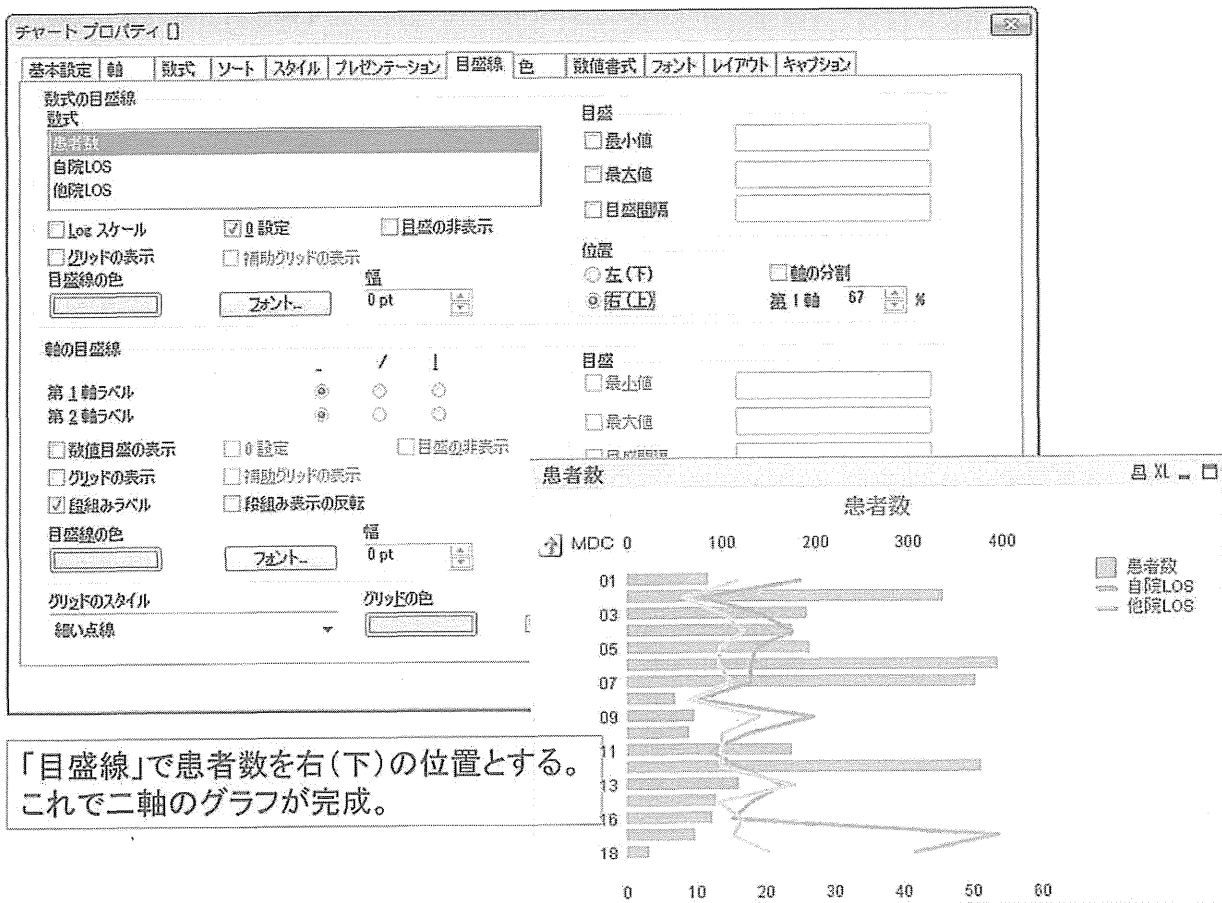 チャート プロパティ []
基本設定 軸 数式 ソート スタイル プレゼンテーション 目盛線 色 数値書式 フォント レイアウト キャプション
数式の目盛線
数式
患者数
自院LOS
他院LOS
Log スケール 0 設定 目盛の非表示
グリッドの表示 補助グリッドの表示
目盛線の色 幅
フォント... 0 pt
目盛
最小値
最大値
目盛間隔
位置
左(下) 軸の分割
右(上) 第 1 軸 67 %
軸の目盛線
- / |
第 1 軸ラベル
第 2 軸ラベル
数値目盛の表示 0 設定 目盛の非表示
グリッドの表示 補助グリッドの表示
段組みラベル 段組み表示の反転
目盛線の色 幅
フォント... 0 pt
グリッドのスタイル グリッドの色
細い点線
目盛
最小値
最大値
目盛間隔
患者数 XL
患者数
MDC 0 100 200 300 400
01
03
05
07
09
11
13
16
18
0 10 20 30 40 50 60
患者数
自院LOS
他院LOS
「目盛線」で患者数を右(下)の位置とする。
これで二軸のグラフが完成。